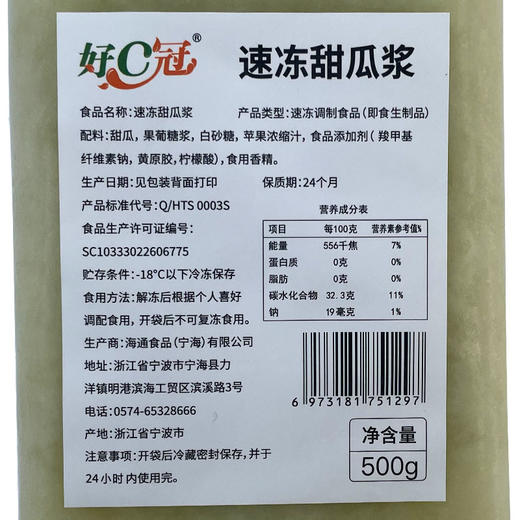 好C冠®
速冻甜瓜浆
食品名称:速冻甜瓜浆
产品类型:速冻调制食品(即食生制品)
配料:甜瓜,果葡糖浆,白砂糖,苹果浓缩汁,食品添加剂(羧甲基
纤维素钠,黄原胶,柠檬酸),食用香精。
生产日期:见包装背面打印
保质期:24个月
产品标准代号:Q/HTS 0003S
食品生产许可证编号:
SC10333022606775
贮存条件:-18℃以下冷冻保存
食用方法:解冻后根据个人喜好
调配食用,开袋后不可复冻食用。
生产商:海通食品(宁海)有限公司
地址:浙江省宁波市宁海县力
洋镇明港滨海工贸区滨溪路3号
电话:0574-65328666
产地:浙江省宁波市
注意事项:开袋后冷藏密封保存,并于
24小时内使用完。
营养成分表
项目 每100克 营养素参考值%
能量 556千焦 7%
蛋白质 0克 0%
脂肪 0克 0%
碳水化合物 32.3克 11%
钠 19毫克 1%
6 973181 751297
净含量
500g